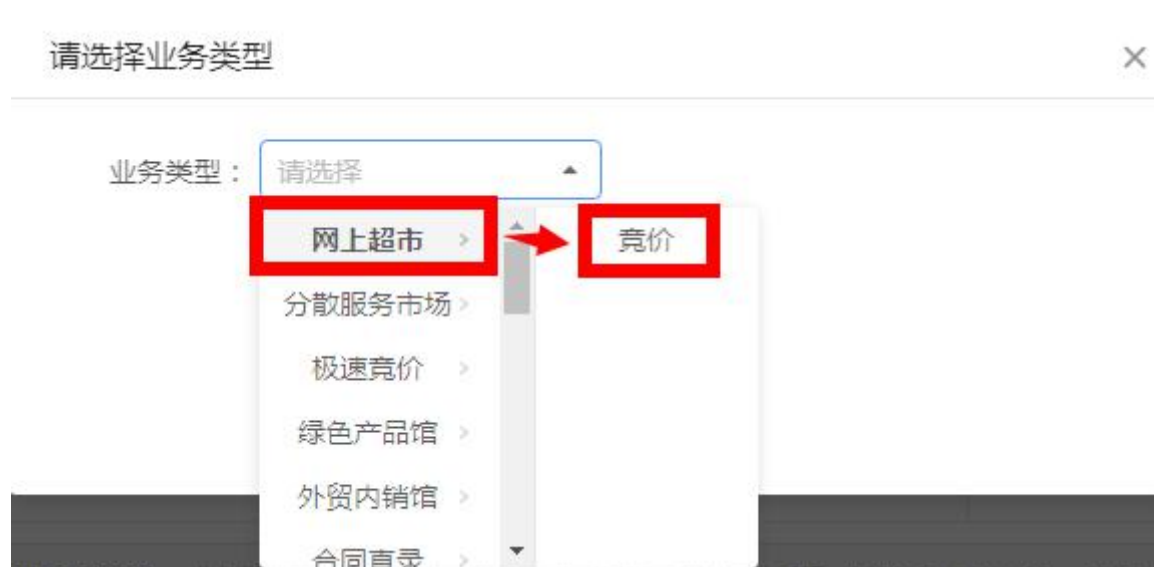 请选择业务类型
业务类型：
请选择
网上超市
竞价
分散服务市场
极速竞价
绿色产品馆
外贸内销馆
合同直录